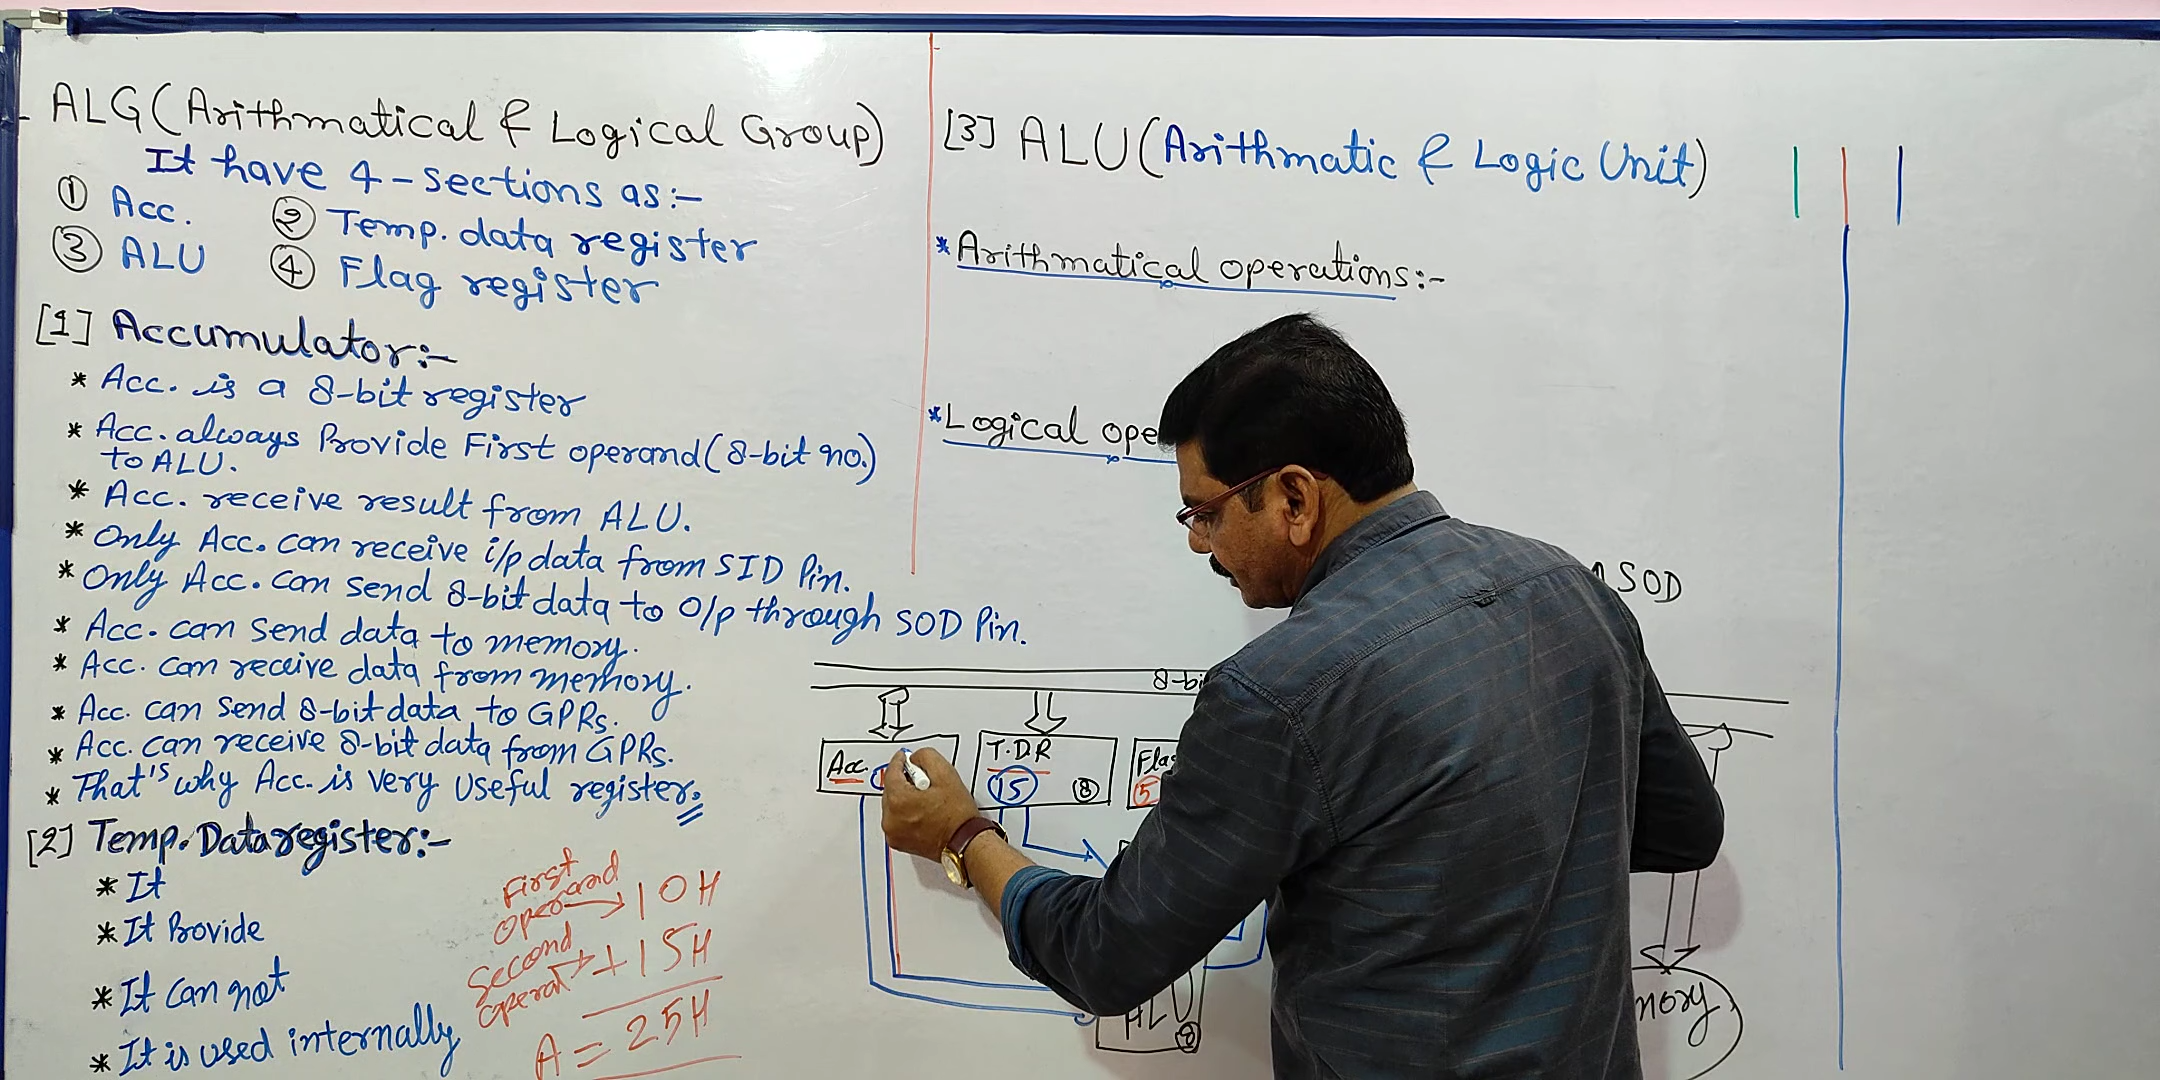 ALG (Arithmatical & Logical Group)
It have 4-sections as:-
① Acc. ② Temp. data register
③ ALU ④ Flag register
[1] Accumulator:-
* Acc. is a 8-bit register
* Acc. always Provide First operand (8-bit no.)
to ALU.
* Acc. receive result from ALU.
* Only Acc. can receive i/p data from SID Pin.
* Only Acc. can send 8-bit data to O/p through SOD Pin.
* Acc. can send data to memory.
* Acc. can receive data from memory.
* Acc. can send 8-bit data to GPRs.
* Acc. can receive 8-bit data from GPRs.
* That's why Acc. is very useful register.
[2] Temp. Data register:-
* It
* It Provide
* It can not
* It is used internally
First
operand → 10H
Second
operat → + 15H
A = 25H
[3] ALU (Arithmatic & Logic Unit)
* Arithmatical operations:-
* Logical ope
SOD
8-bi
Acc.
T.D.R
15 8
Flag
5
ALU
8
mory